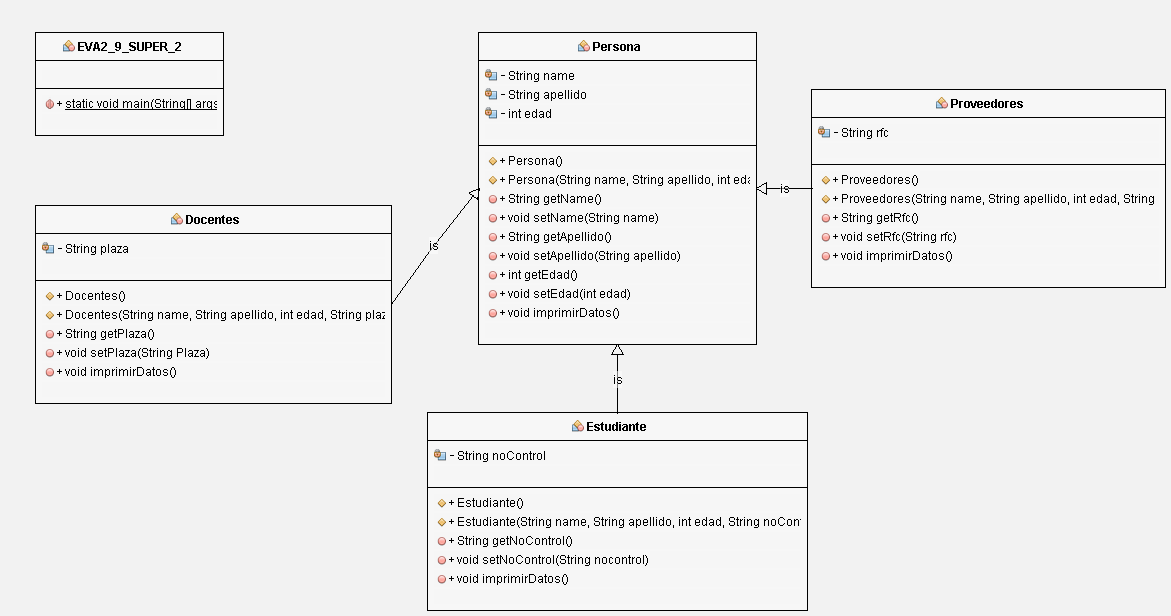 EVA2_9_SUPER_2
+ static void main(String[] args
Persona
- String name
- String apellido
- int edad
+ Persona()
+ Persona(String name, String apellido, int eda
+ String getName()
+ void setName(String name)
+ String getApellido()
+ void setApellido(String apellido)
+ int getEdad()
+ void setEdad(int edad)
+ void imprimirDatos()
Proveedores
- String rfc
+ Proveedores()
+ Proveedores(String name, String apellido, int edad, String
+ String getRfc()
+ void setRfc(String rfc)
+ void imprimirDatos()
is
Docentes
- String plaza
+ Docentes()
+ Docentes(String name, String apellido, int edad, String plaz
+ String getPlaza()
+ void setPlaza(String Plaza)
+ void imprimirDatos()
is
is
Estudiante
- String noControl
+ Estudiante()
+ Estudiante(String name, String apellido, int edad, String noCon
+ String getNoControl()
+ void setNoControl(String nocontrol)
+ void imprimirDatos()